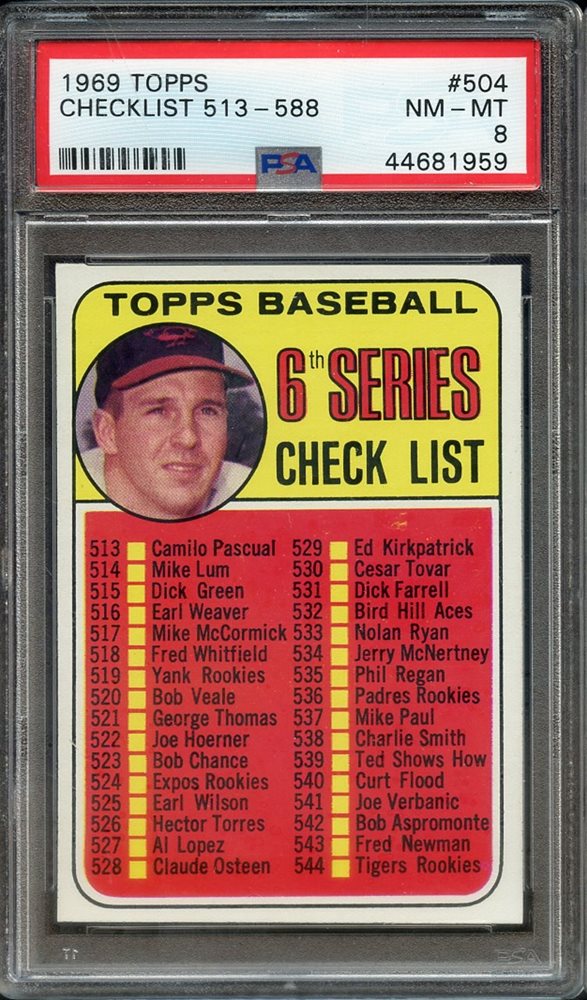 1969 TOPPS #504
CHECKLIST 513-588 NM-MT
8
PSA 44681959
TOPPS BASEBALL
6th SERIES
CHECK LIST
513 Camilo Pascual
514 Mike Lum
515 Dick Green
516 Earl Weaver
517 Mike McCormick
518 Fred Whitfield
519 Yank Rookies
520 Bob Veale
521 George Thomas
522 Joe Hoerner
523 Bob Chance
524 Expos Rookies
525 Earl Wilson
526 Hector Torres
527 Al Lopez
528 Claude Osteen
529 Ed Kirkpatrick
530 Cesar Tovar
531 Dick Farrell
532 Bird Hill Aces
533 Nolan Ryan
534 Jerry McNertney
535 Phil Regan
536 Padres Rookies
537 Mike Paul
538 Charlie Smith
539 Ted Shows How
540 Curt Flood
541 Joe Verbanic
542 Bob Aspromonte
543 Fred Newman
544 Tigers Rookies